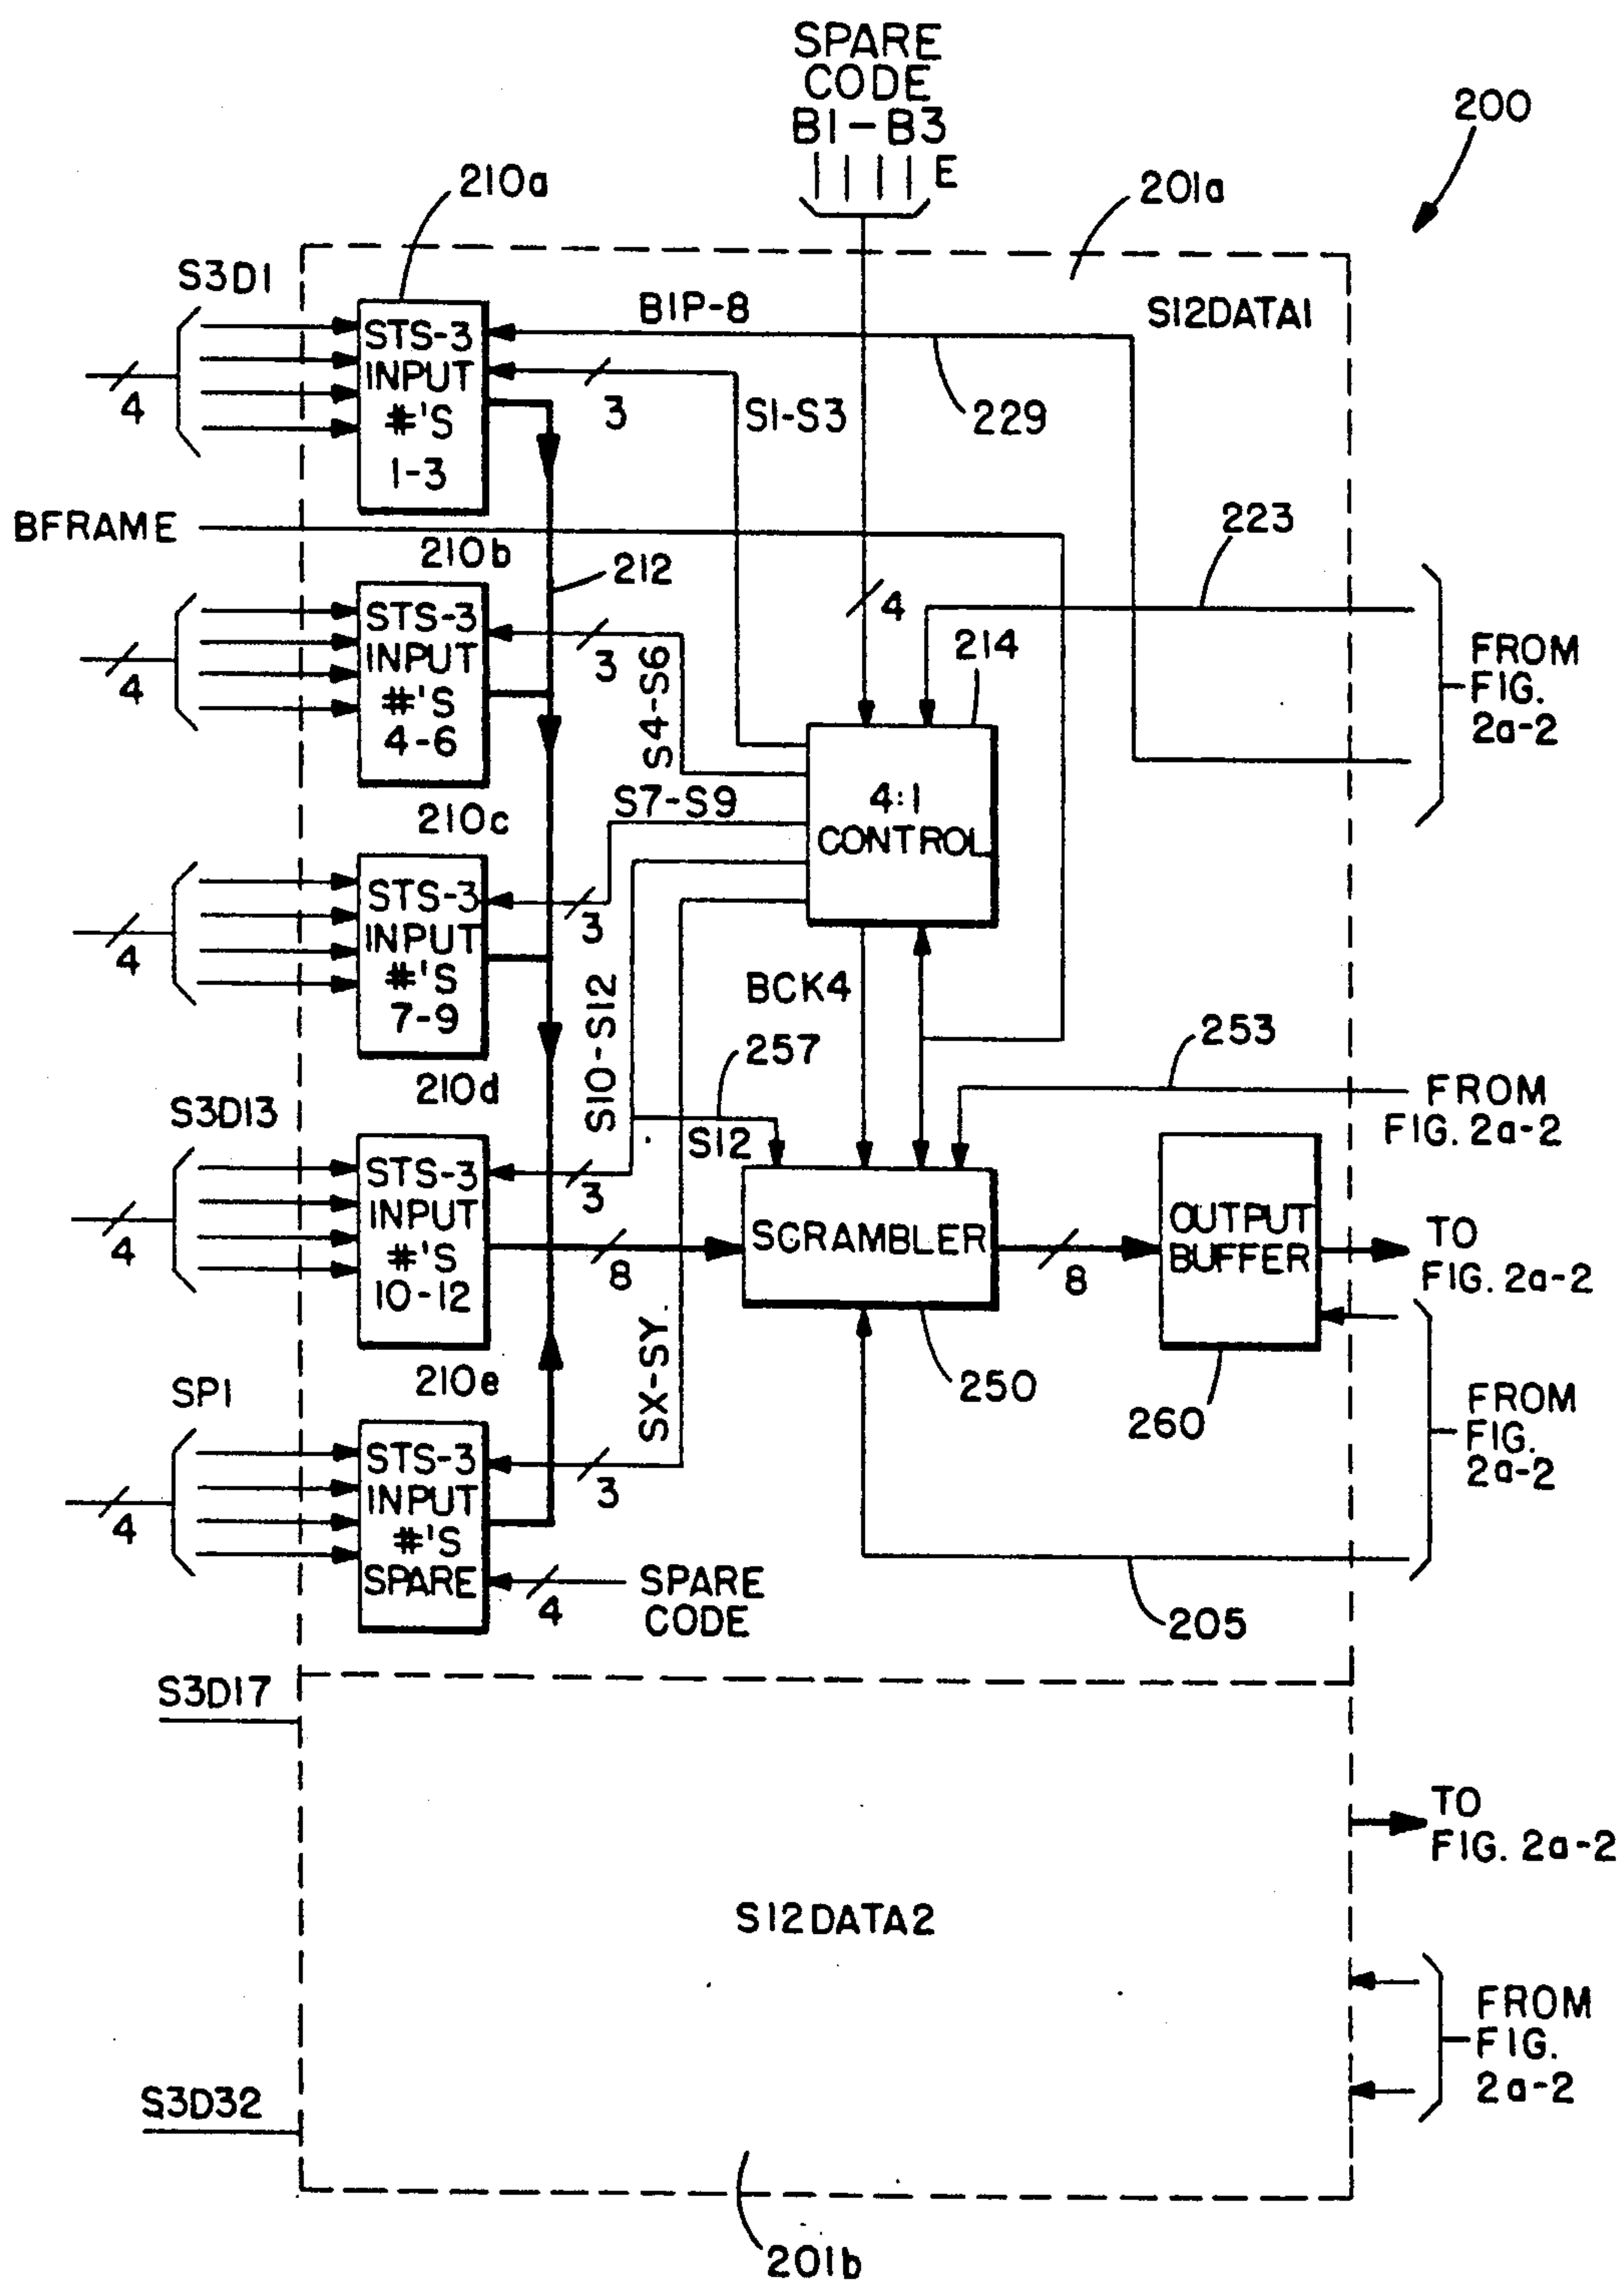 SPARE
CODE
B1-B3
E
200
210a
201a
S3D1
BIP-8
S12DATA1
STS-3
INPUT
#'S
1-3
4
3
S1-S3
229
BFRAME
223
210b
212
STS-3
INPUT
#'S
4-6
4
3
S4-S6
4
214
FROM
FIG.
2a-2
4:1
CONTROL
210c
S7-S9
STS-3
INPUT
#'S
7-9
4
3
S10-S12
BCK4
257
253
FROM
FIG. 2a-2
210d
S3D13
S12
STS-3
INPUT
#'S
10-12
4
3
8
SCRAMBLER
8
OUTPUT
BUFFER
TO
FIG. 2a-2
210e
SX-SY
250
260
FROM
FIG.
2a-2
SP1
STS-3
INPUT
#'S
SPARE
4
3
4
SPARE
CODE
205
S3D17
TO
FIG. 2a-2
S12DATA2
FROM
FIG.
2a-2
S3D32
201b